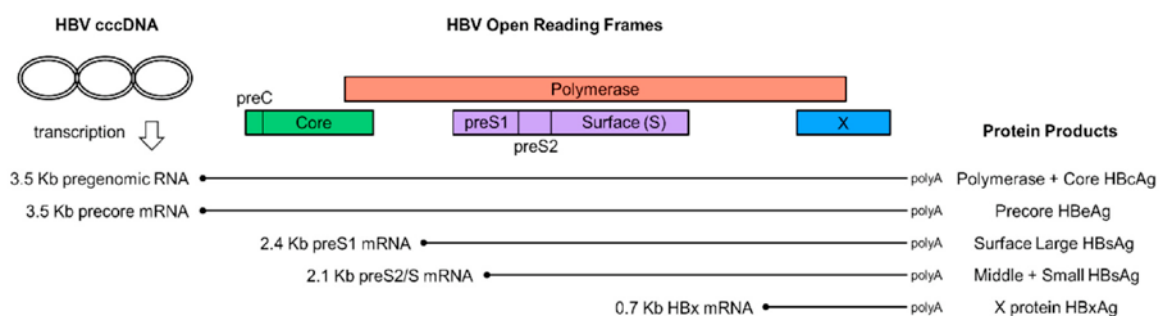 HBV cccDNA
HBV Open Reading Frames
Polymerase
preC
Core
preS1
Surface (S)
X
preS2
transcription
Protein Products
3.5 Kb pregenomic RNA
polyA
Polymerase + Core HBcAg
3.5 Kb precore mRNA
polyA
Precore HBeAg
2.4 Kb preS1 mRNA
polyA
Surface Large HBsAg
2.1 Kb preS2/S mRNA
polyA
Middle + Small HBsAg
0.7 Kb HBx mRNA
polyA
X protein HBxAg